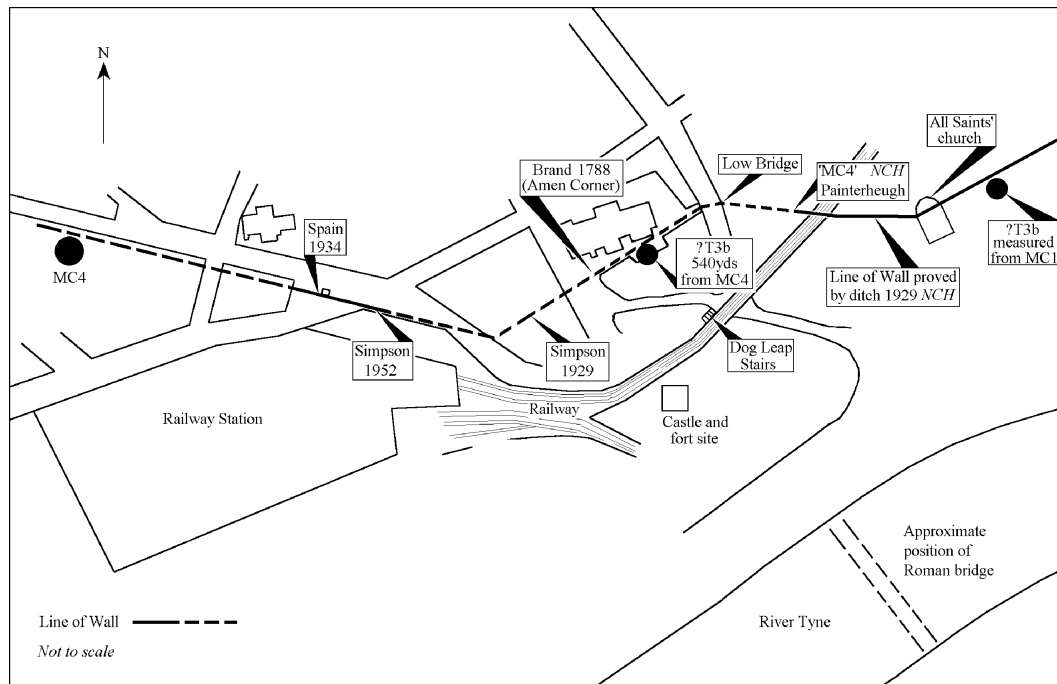 N
All Saints'
church
Brand 1788
(Amen Corner)
Low Bridge
'MC4' NCH
Painterheugh
Spain
1934
MC4
?T3b
540yds
from MC4
?T3b
measured
from MC1
Line of Wall proved
by ditch 1929 NCH
Simpson
1952
Simpson
1929
Dog Leap
Stairs
Railway Station
Railway
Castle and
fort site
Approximate
position of
Roman bridge
Line of Wall
River Tyne
Not to scale